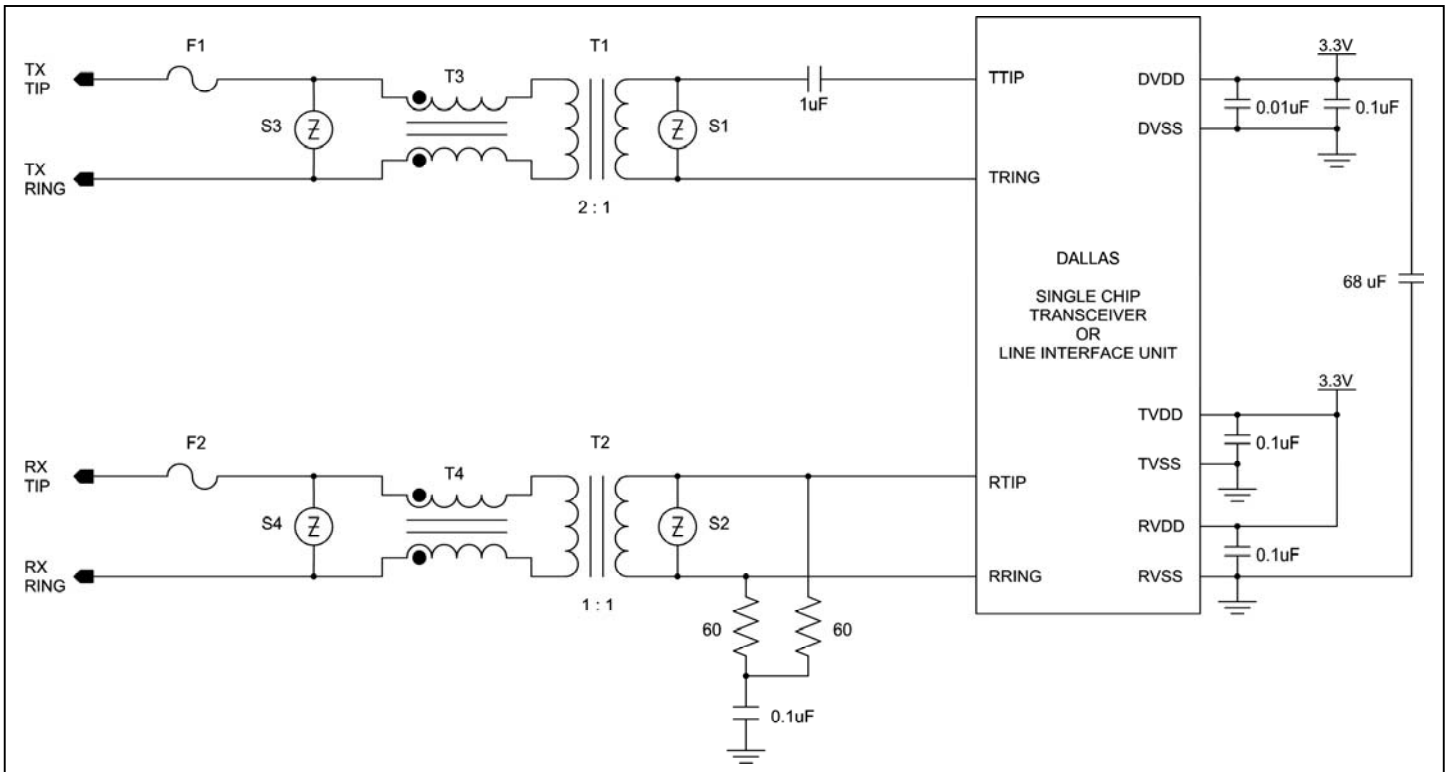 F1
T1
3.3V
TX
TIP
T3
TTIP
DVDD
1uF
0.01uF
0.1uF
S3
S1
DVSS
TX
RING
TRING
2 : 1
DALLAS
SINGLE CHIP
TRANSCEIVER
OR
LINE INTERFACE UNIT
68 uF
3.3V
TVDD
F2
T2
0.1uF
RX
TIP
T4
RTIP
TVSS
S4
S2
RVDD
0.1uF
RX
RING
RRING
RVSS
1 : 1
60
60
0.1uF